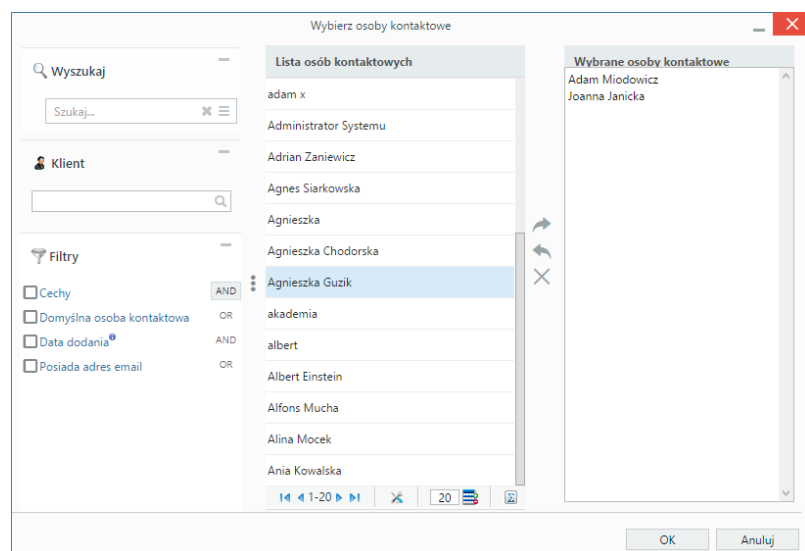 Wybierz osoby kontaktowe
Wyszukaj
Szukaj...
Klient
Filtry
Cechy AND
Domyślna osoba kontaktowa OR
Data dodania AND
Posiada adres email OR
Lista osób kontaktowych
adam x
Administrator Systemu
Adrian Zaniewicz
Agnes Siarkowska
Agnieszka
Agnieszka Chodorska
Agnieszka Guzik
akademia
albert
Albert Einstein
Alfons Mucha
Alina Mocek
Ania Kowalska
1-20 20
Wybrane osoby kontaktowe
Adam Miodowicz
Joanna Janicka
OK Anuluj